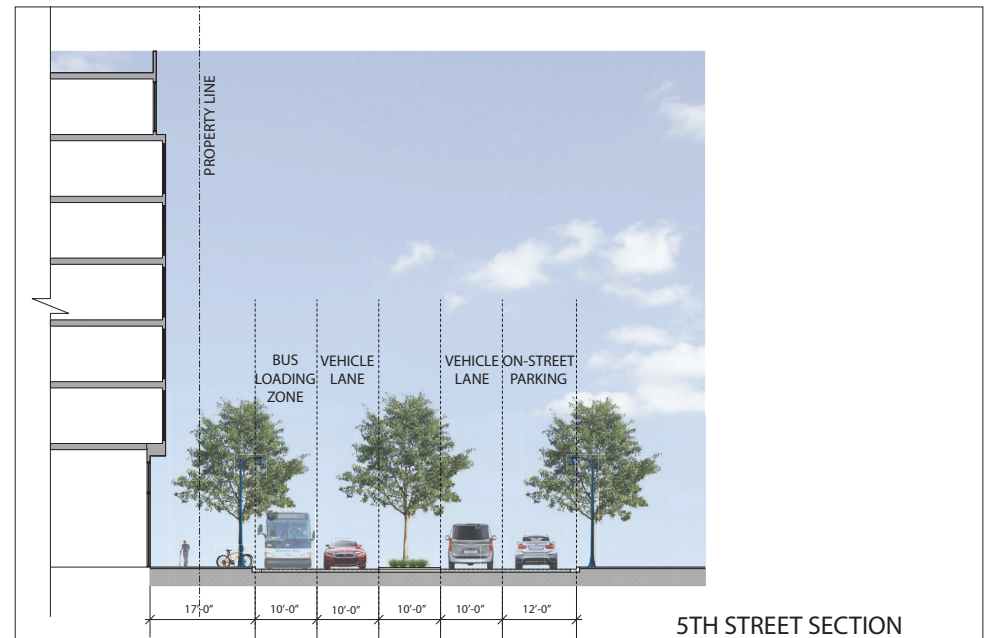 PROPERTY LINE
BUS
LOADING
ZONE
VEHICLE
LANE
VEHICLE
LANE
ON-STREET
PARKING
17'-0"
10'-0"
10'-0"
10'-0"
10'-0"
12'-0"
5TH STREET SECTION